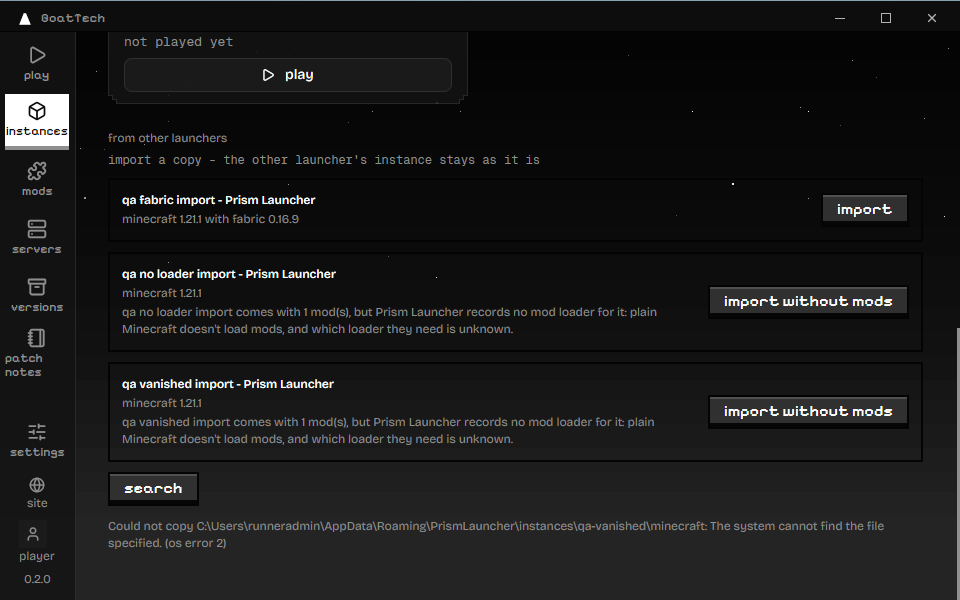 GoatTech
not played yet
play
play
instances
mods
servers
versions
patch
notes
settings
site
player
0.2.0
from other launchers
import a copy - the other launcher's instance stays as it is
qa fabric import - Prism Launcher
minecraft 1.21.1 with fabric 0.16.9
import
qa no loader import - Prism Launcher
minecraft 1.21.1
qa no loader import comes with 1 mod(s), but Prism Launcher records no mod loader for it: plain
Minecraft doesn't load mods, and which loader they need is unknown.
import without mods
qa vanished import - Prism Launcher
minecraft 1.21.1
qa vanished import comes with 1 mod(s), but Prism Launcher records no mod loader for it: plain
Minecraft doesn't load mods, and which loader they need is unknown.
import without mods
search
Could not copy C:\Users\runneradmin\AppData\Roaming\PrismLauncher\instances\qa-vanished\minecraft: The system cannot find the file
specified. (os error 2)